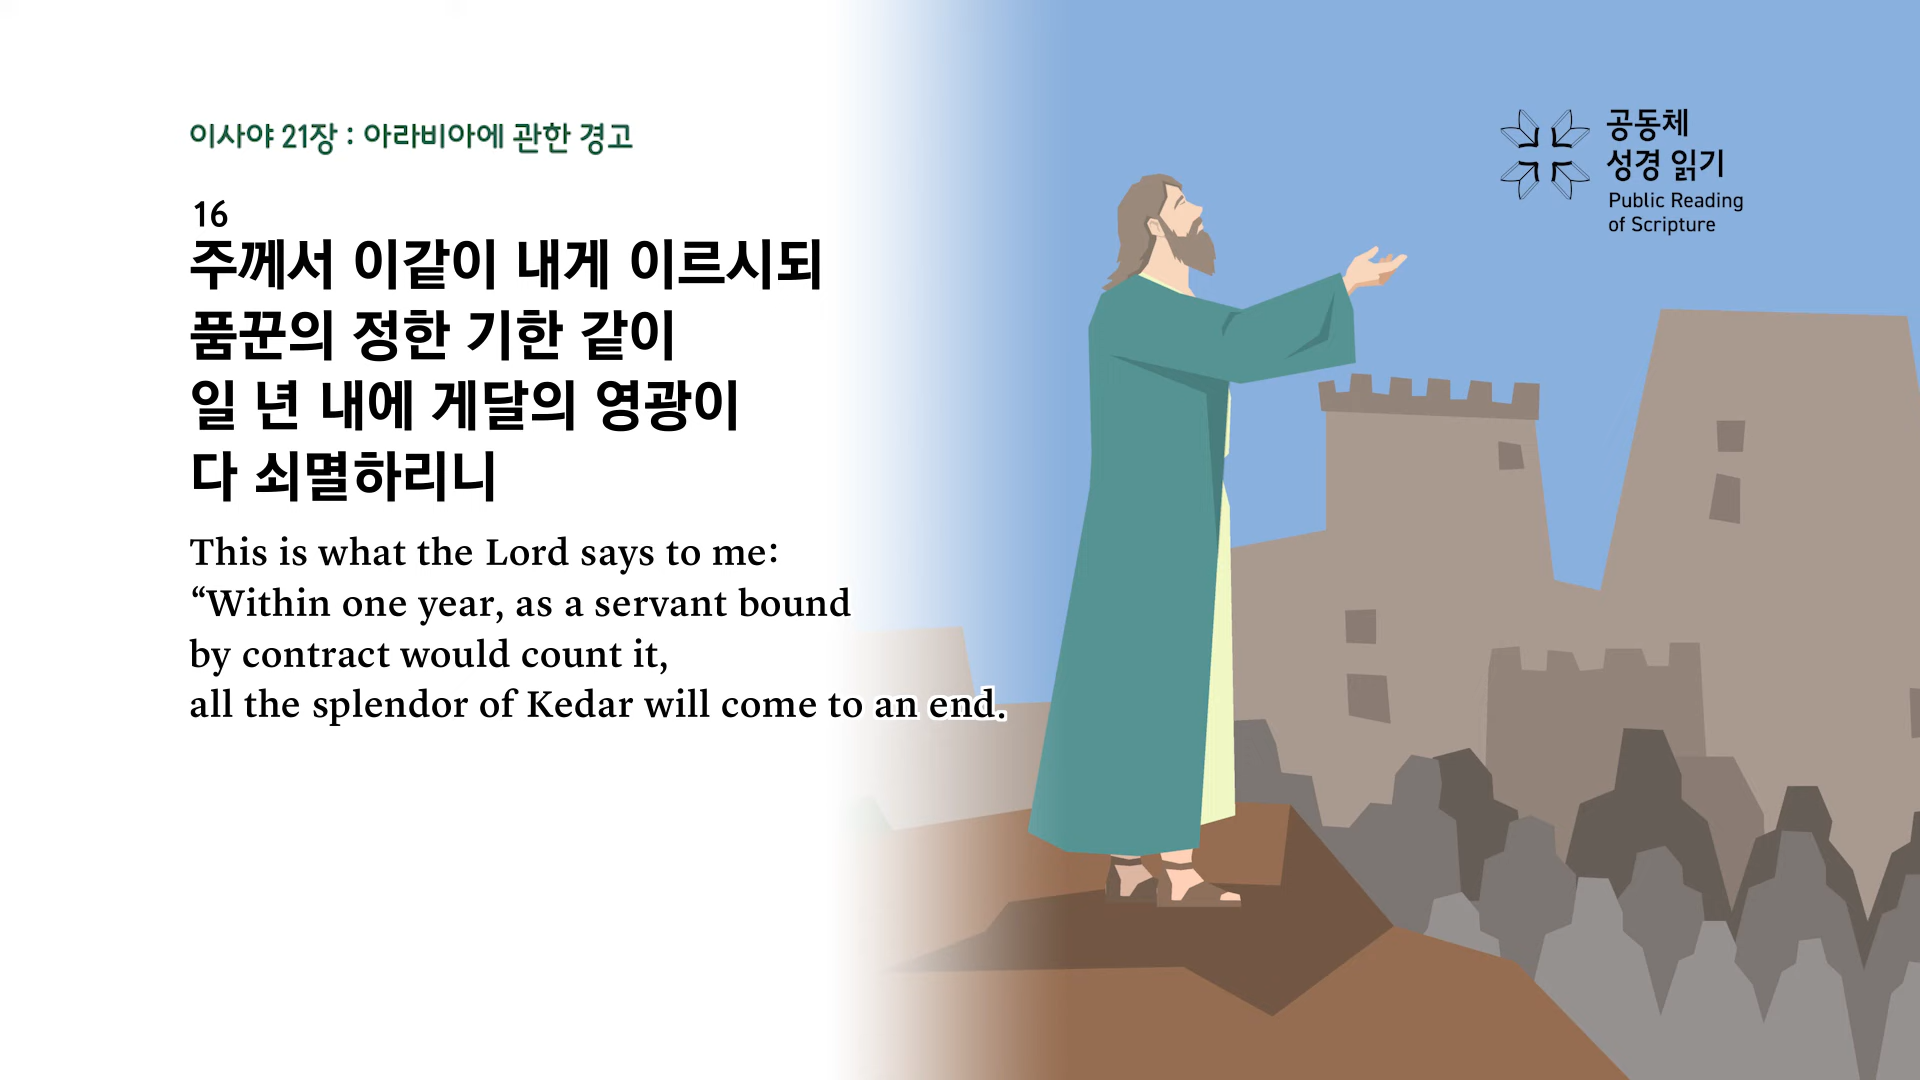 이사야 21장 : 아라비아에 관한 경고
16
주께서 이같이 내게 이르시되
품꾼의 정한 기한 같이
일 년 내에 게달의 영광이
다 쇠멸하리니
This is what the Lord says to me:
“Within one year, as a servant bound
by contract would count it,
all the splendor of Kedar will come to an end.
공동체
성경 읽기
Public Reading
of Scripture